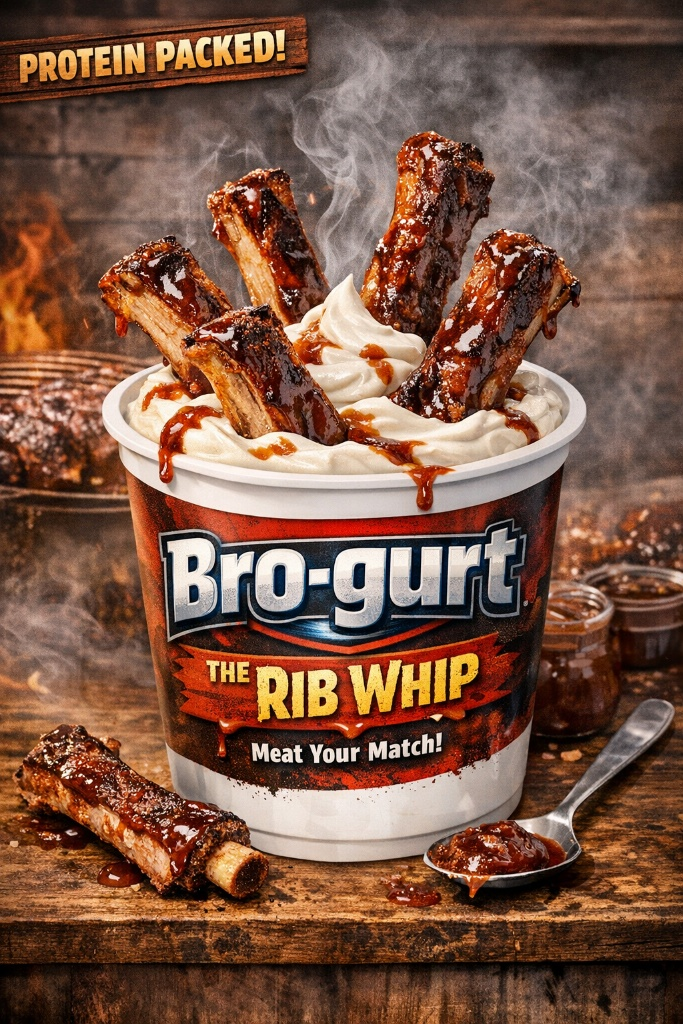 PROTEIN PACKED!
Bro-gurt
THE RIB WHIP
Meat Your Match!